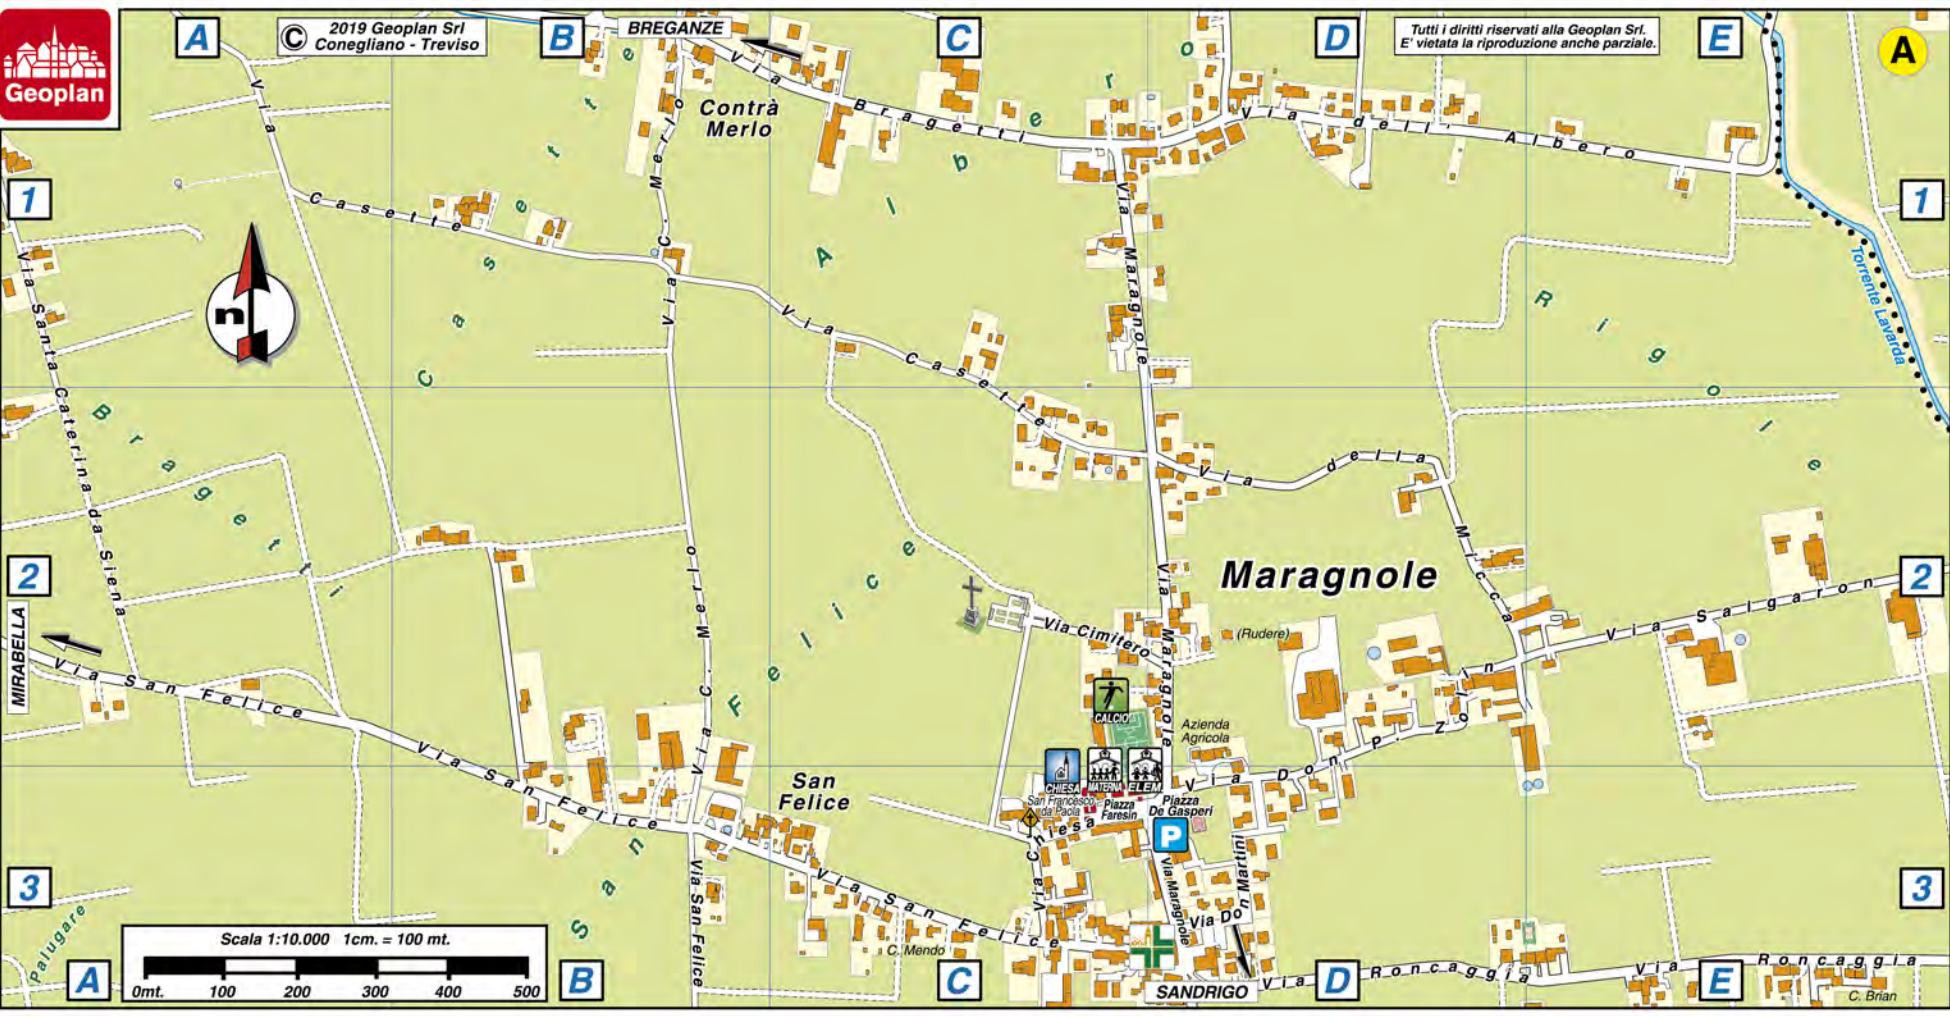 A
© 2019 Geoplan Srl
Conegliano - Treviso
B
BREGANZE
C
D
Tutti i diritti riservati alla Geoplan Srl.
E' vietata la riproduzione anche parziale.
E
A
Geoplan
Via
Contrà
Merlo
Via Bragetti
Via dell' Albero
Albero
Via C. Merlo
1
1
Casette
Casette
Via Casette
Via Santa Caterina da Siena
n
Via Maragnole
Rigole
Torrente Lavarda
Bragetti
Via della Micca
2
2
MIRABELLA
Maragnole
Via Salgaron
Via Cimitero
(Rudere)
Via Maragnole
Via San Felice
Via C. Merlo
San Felice
CALCIO
Azienda
Agricola
Via Don P. Zolin
Via San Felice
San
Felice
CHIESA
MATERNA
ELEM
San Francesco
da Paola
Piazza
Faresin
Piazza
De Gasperi
P
Via Chiesa
Via Don Martini
Via Maragnole
3
3
Palugare
Via San Felice
Via San Felice
C. Mendo
Scala 1:10.000 1cm. = 100 mt.
0mt. 100 200 300 400 500
A
B
C
SANDRIGO
D
Via Roncaggia
Via Roncaggia
E
C. Brian